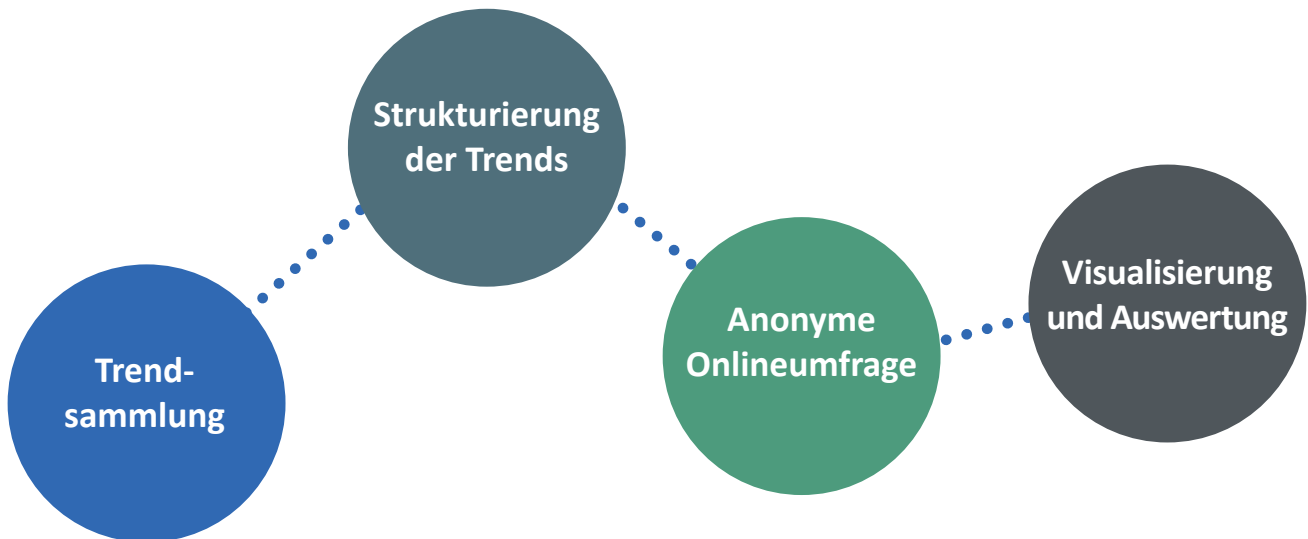 Strukturierung
der Trends
Trend-
sammlung
Anonyme
Onlineumfrage
Visualisierung
und Auswertung